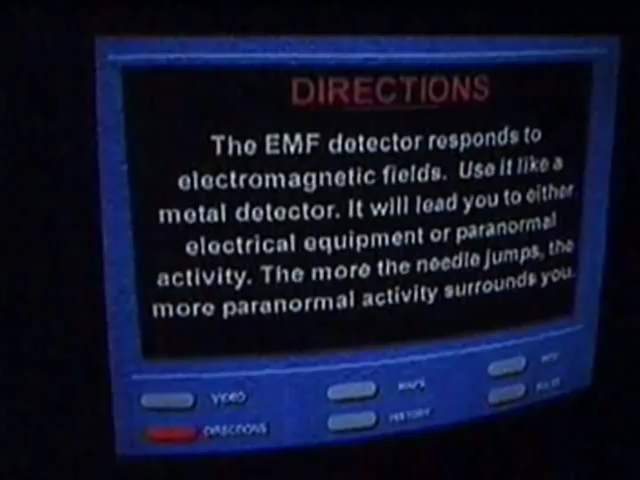 DIRECTIONS
The EMF detector responds to
electromagnetic fields. Use it like a
metal detector. It will lead you to either
electrical equipment or paranormal
activity. The more the needle jumps, the
more paranormal activity surrounds you.
VIDEO
MAPS
DIRECTIONS
HISTORY